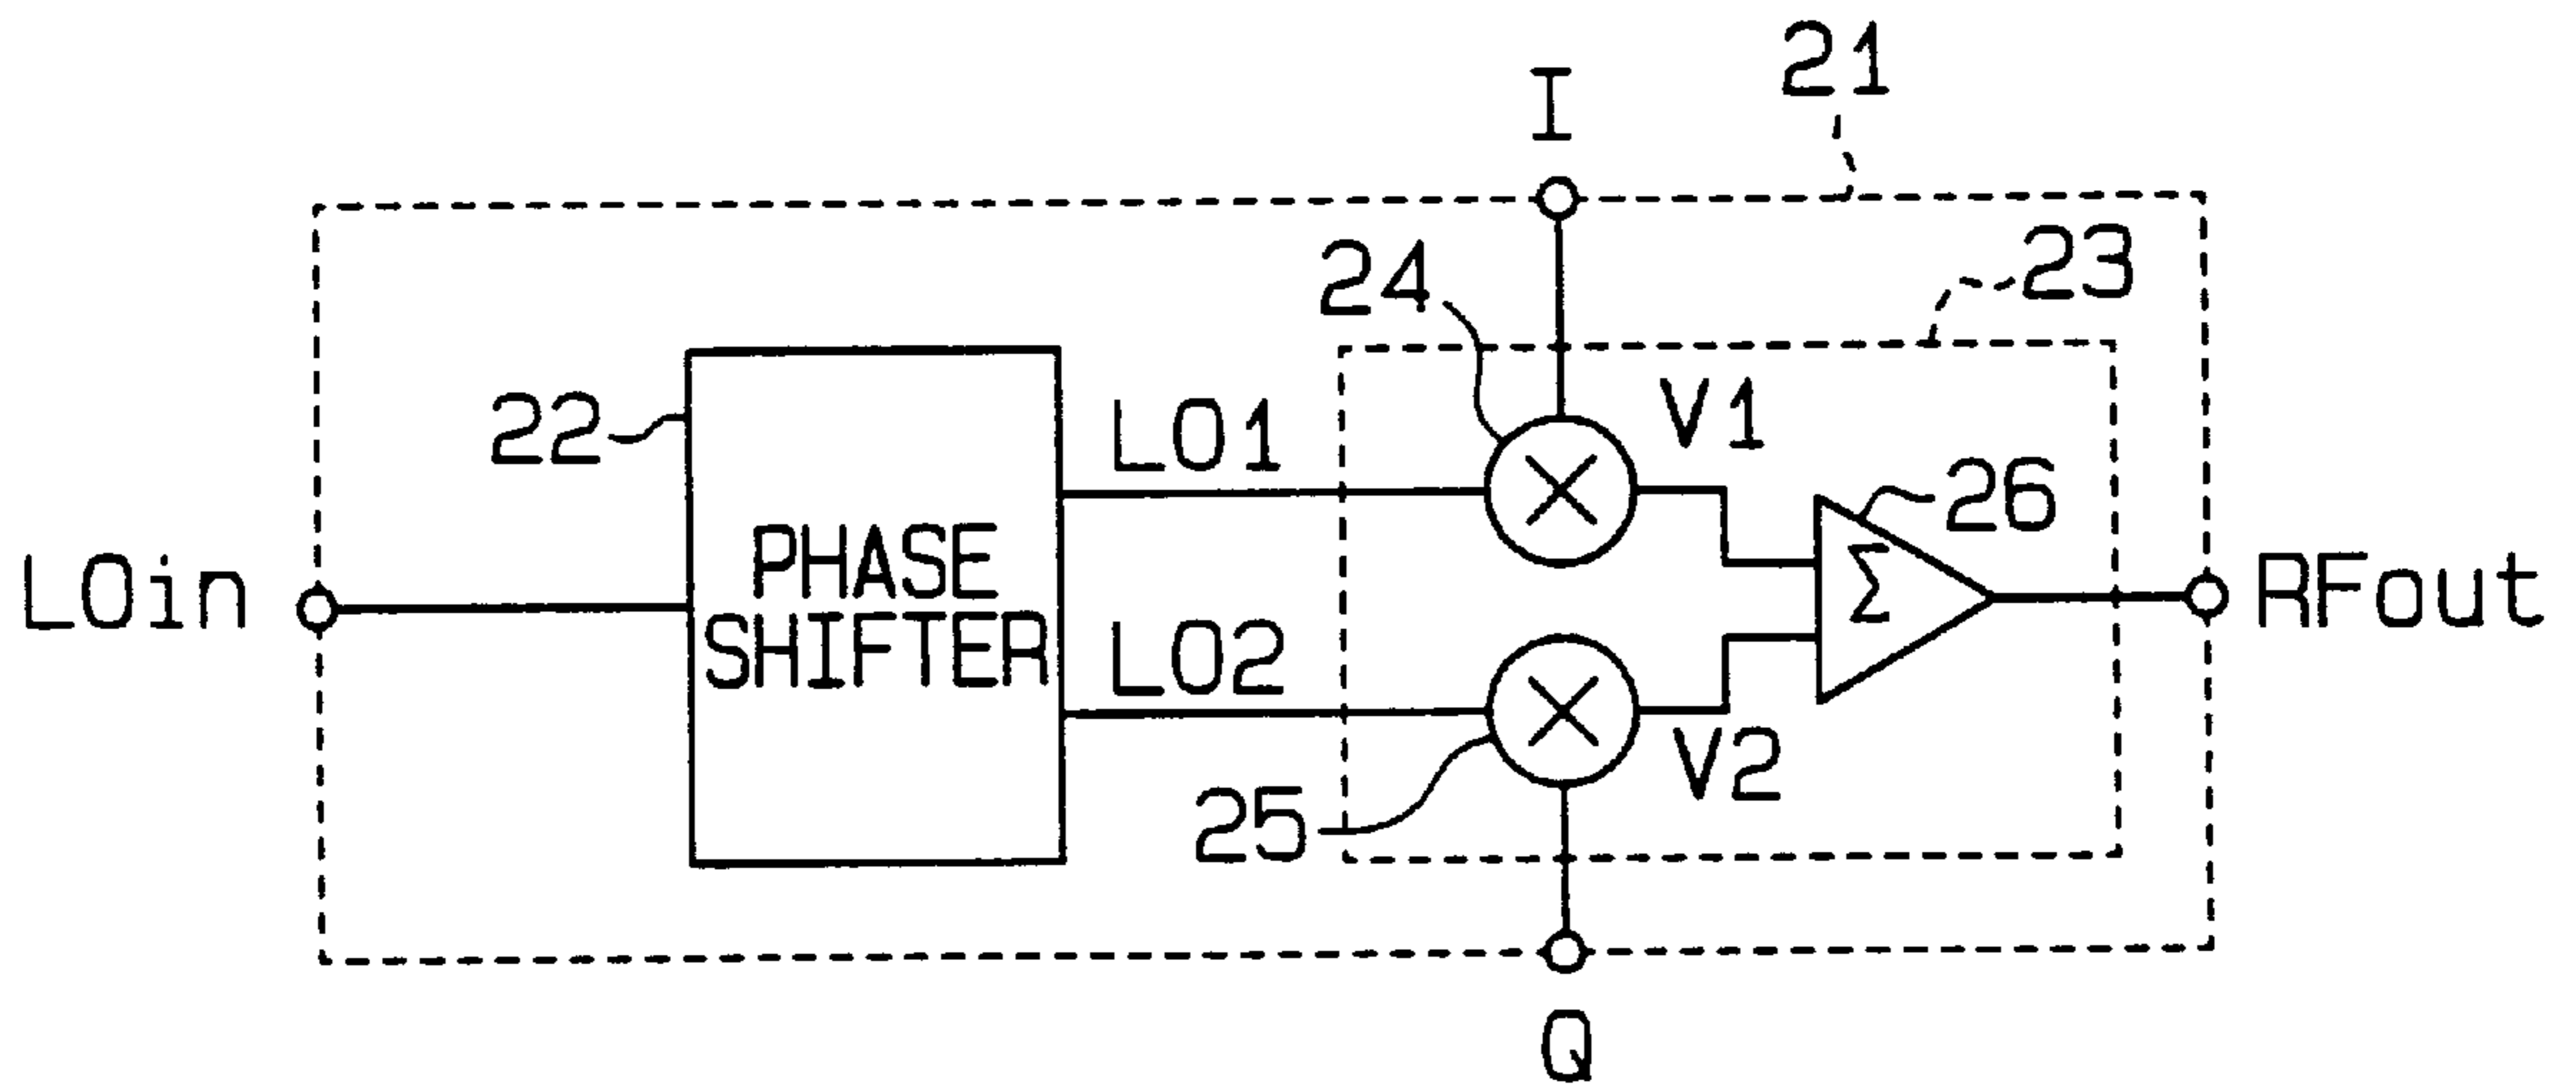 21
I
23
24
22
LO1
V1
26
PHASE
SHIFTER
Σ
LOin
RFout
LO2
V2
25
Q